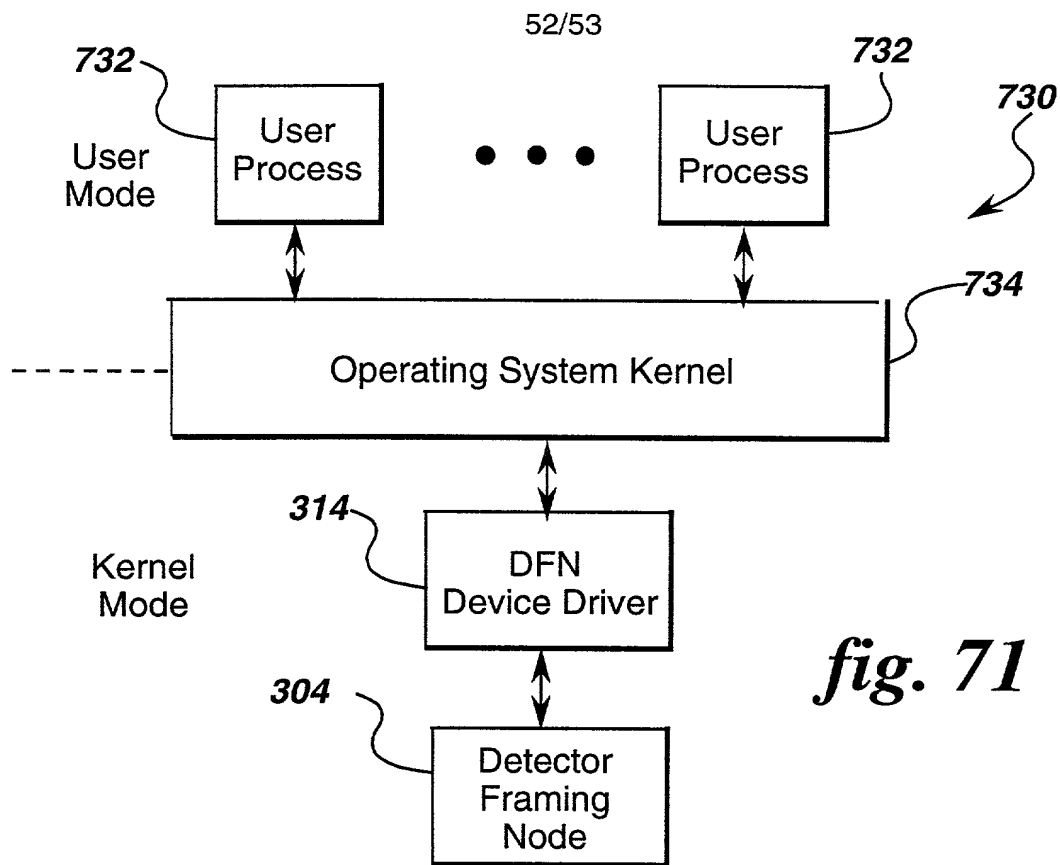 52/53
732
732
730
User
Process
User
Process
User
Mode
734
Operating System Kernel
314
DFN
Device Driver
Kernel
Mode
fig. 71
304
Detector
Framing
Node